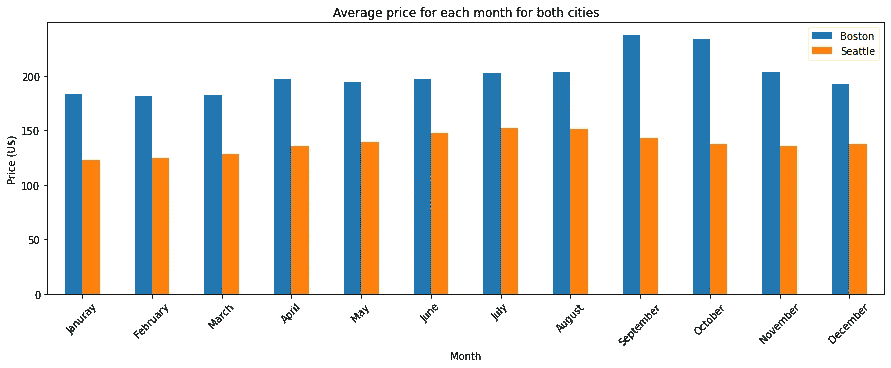 Average price for each month for both cities
Boston
Seattle
Price (U$)
200
150
100
50
0
Januray
February
March
April
May
June
July
August
September
October
November
December
Month